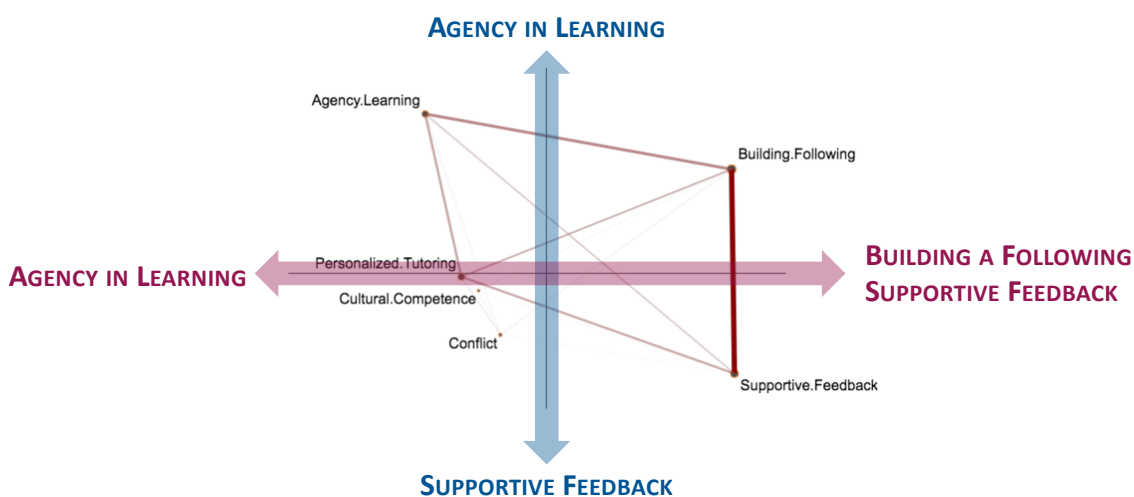 AGENCY IN LEARNING
Agency.Learning
Building.Following
Personalized.Tutoring
AGENCY IN LEARNING
BUILDING A FOLLOWING
SUPPORTIVE FEEDBACK
Cultural.Competence
Conflict
Supportive.Feedback
SUPPORTIVE FEEDBACK